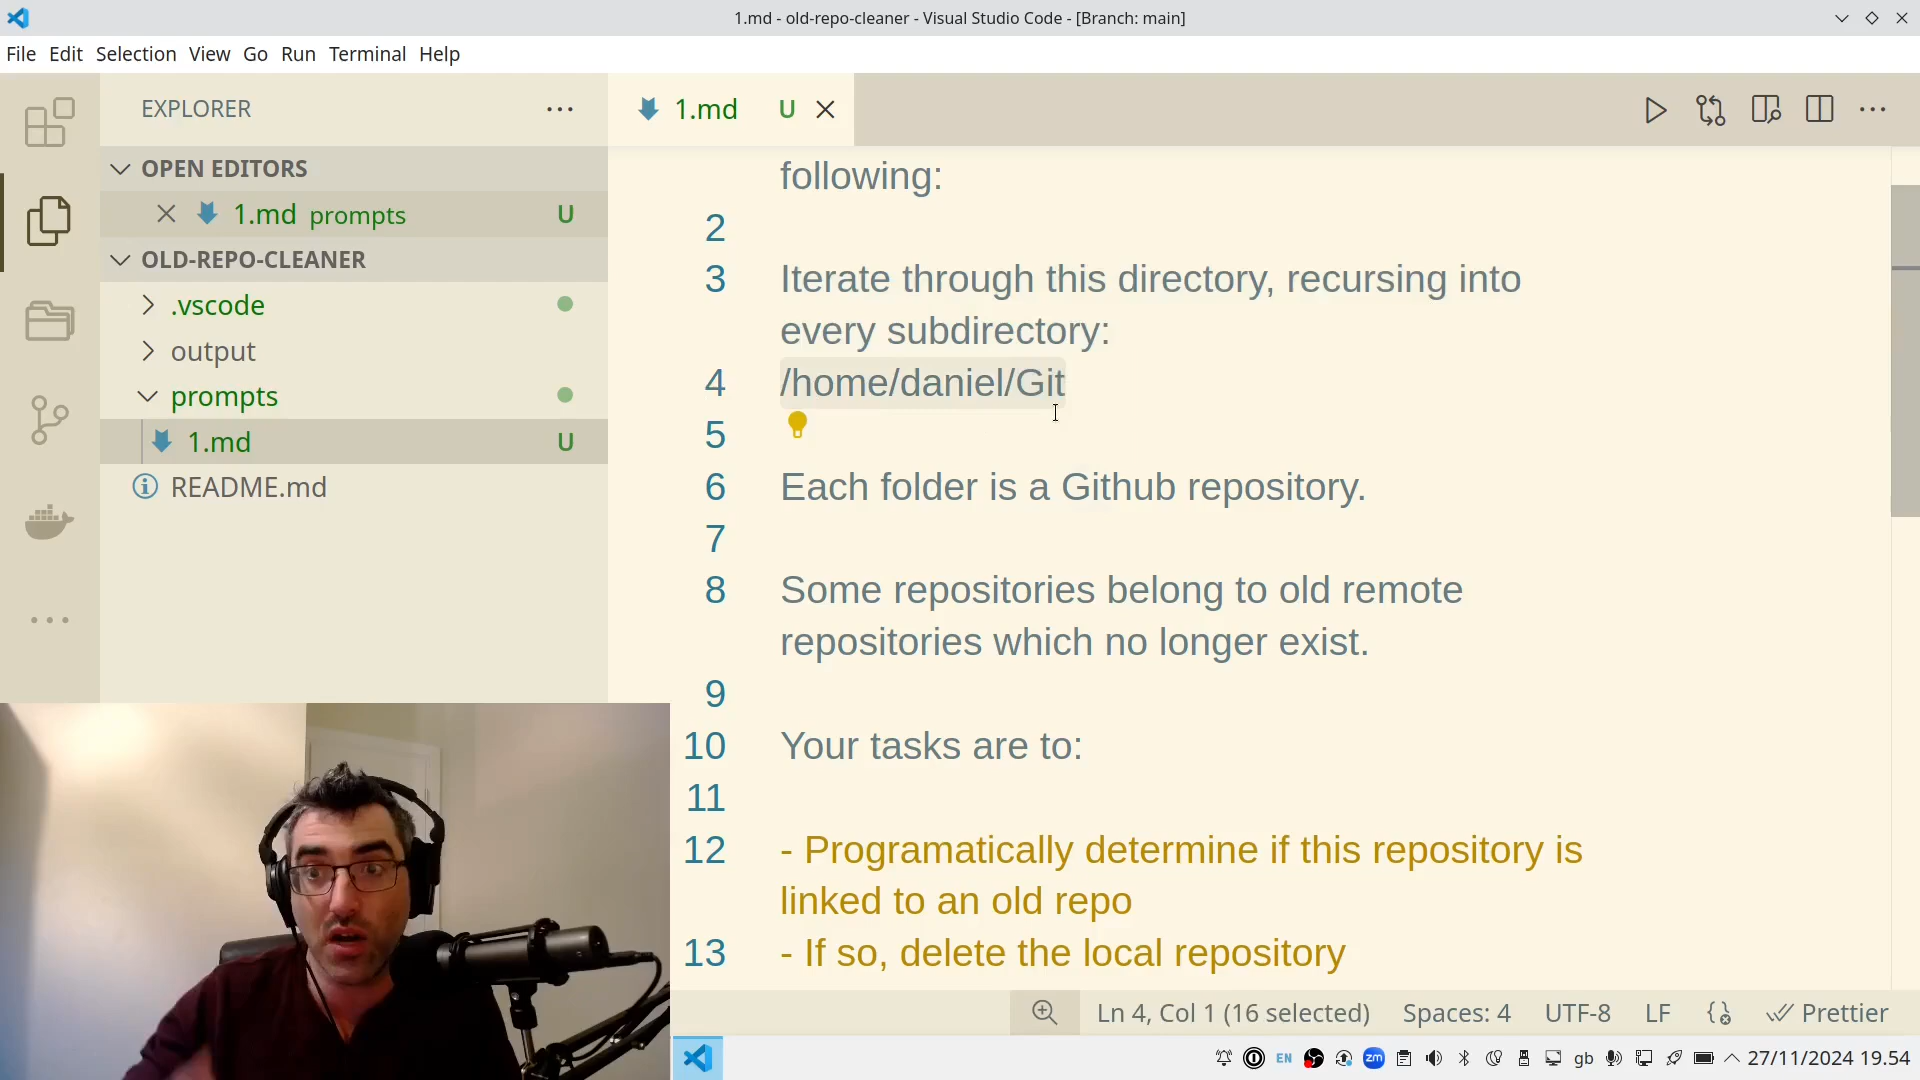 1.md - old-repo-cleaner - Visual Studio Code - [Branch: main]
File Edit Selection View Go Run Terminal Help
EXPLORER
1.md U
OPEN EDITORS
1.md prompts U
OLD-REPO-CLEANER
.vscode
output
prompts
1.md U
README.md
following:
2
3 Iterate through this directory, recursing into
every subdirectory:
4 /home/daniel/Git
5
6 Each folder is a Github repository.
7
8 Some repositories belong to old remote
repositories which no longer exist.
9
10 Your tasks are to:
11
12 - Programatically determine if this repository is
linked to an old repo
13 - If so, delete the local repository
Ln 4, Col 1 (16 selected) Spaces: 4 UTF-8 LF Prettier
EN zm gb 27/11/2024 19.54